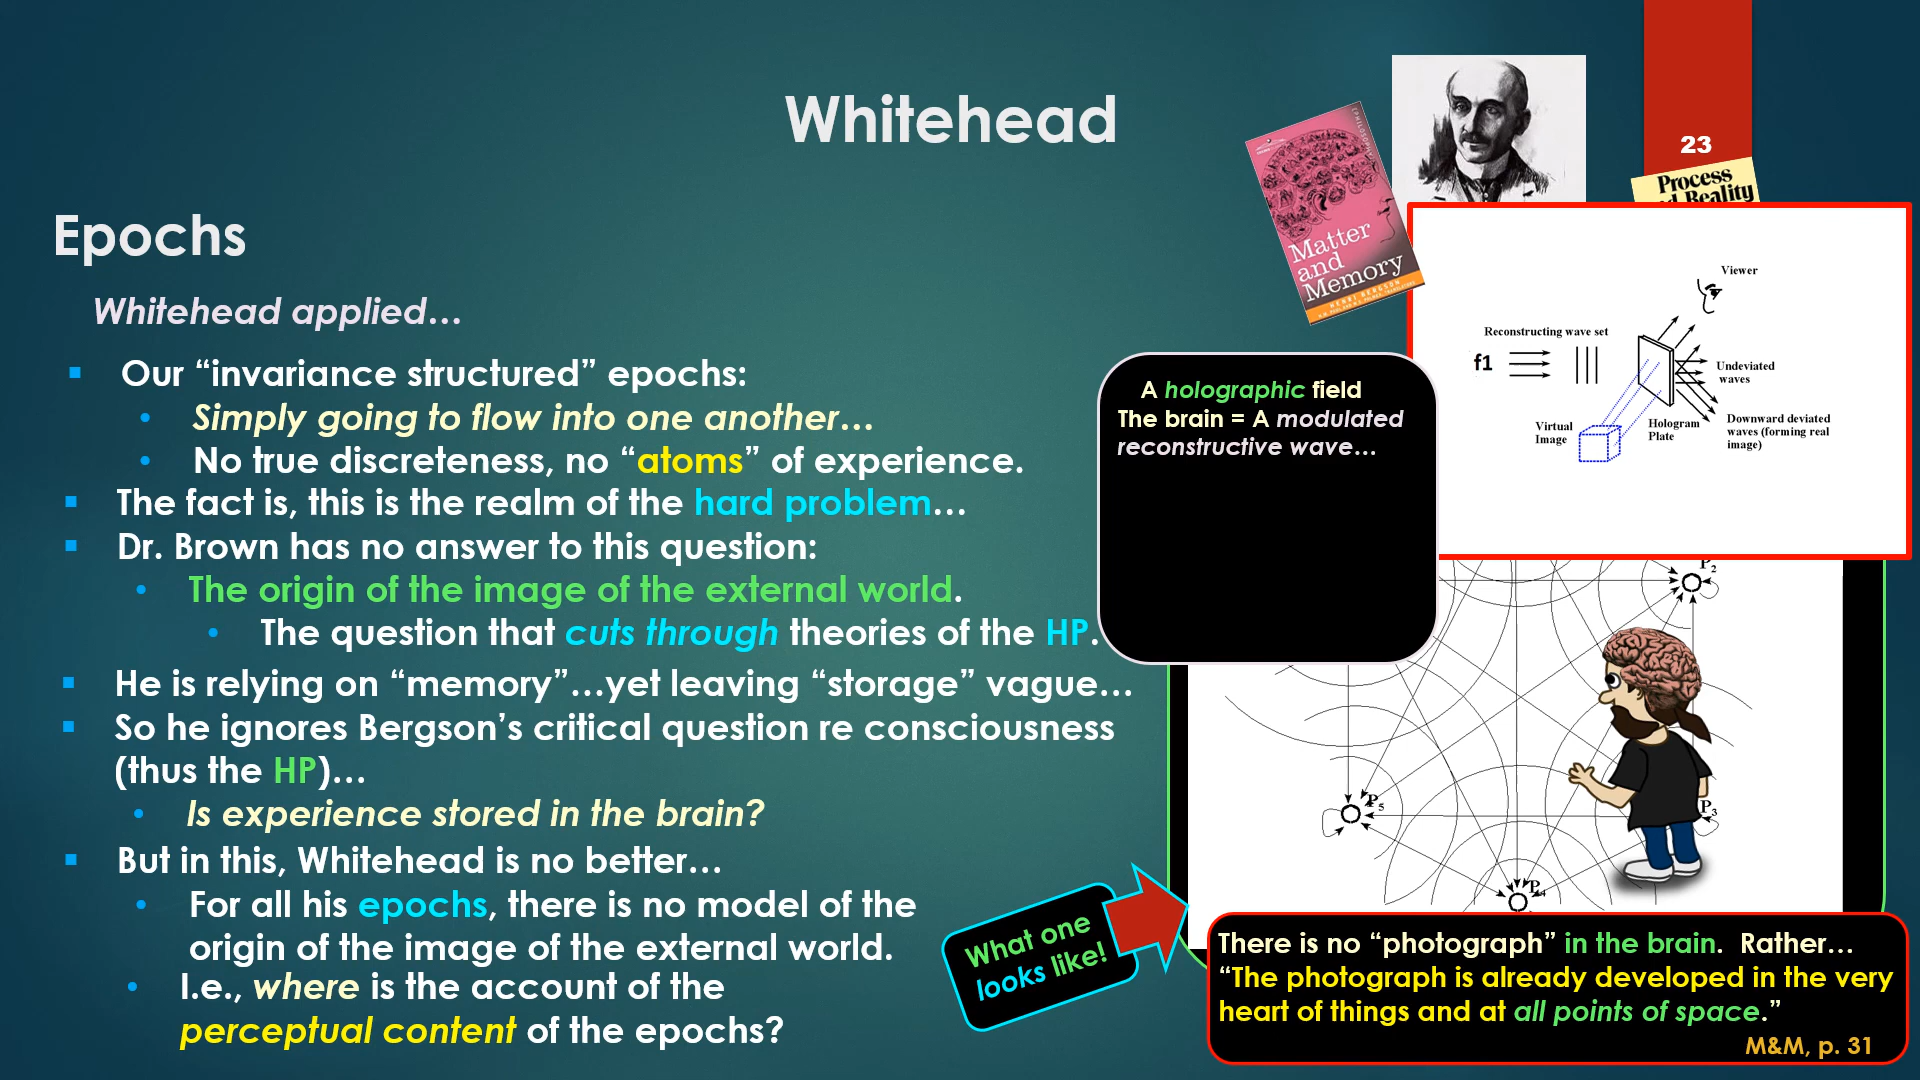 Whitehead
23
Process
d Reality
Matter
and
Memory
HENRI BERGSON
Epochs
Whitehead applied…
Our “invariance structured” epochs:
Simply going to flow into one another…
No true discreteness, no “atoms” of experience.
The fact is, this is the realm of the hard problem…
Dr. Brown has no answer to this question:
The origin of the image of the external world.
The question that cuts through theories of the HP.
He is relying on “memory”…yet leaving “storage” vague…
So he ignores Bergson’s critical question re consciousness
(thus the HP)…
Is experience stored in the brain?
But in this, Whitehead is no better…
For all his epochs, there is no model of the
origin of the image of the external world.
I.e., where is the account of the
perceptual content of the epochs?
A holographic field
The brain = A modulated
reconstructive wave…
Viewer
Reconstructing wave set
f1
Undeviated
waves
Virtual
Image
Hologram
Plate
Downward deviated
waves (forming real
image)
P2
P5
P3
P4
What one
looks like!
There is no “photograph” in the brain. Rather…
“The photograph is already developed in the very
heart of things and at all points of space.”
M&M, p. 31